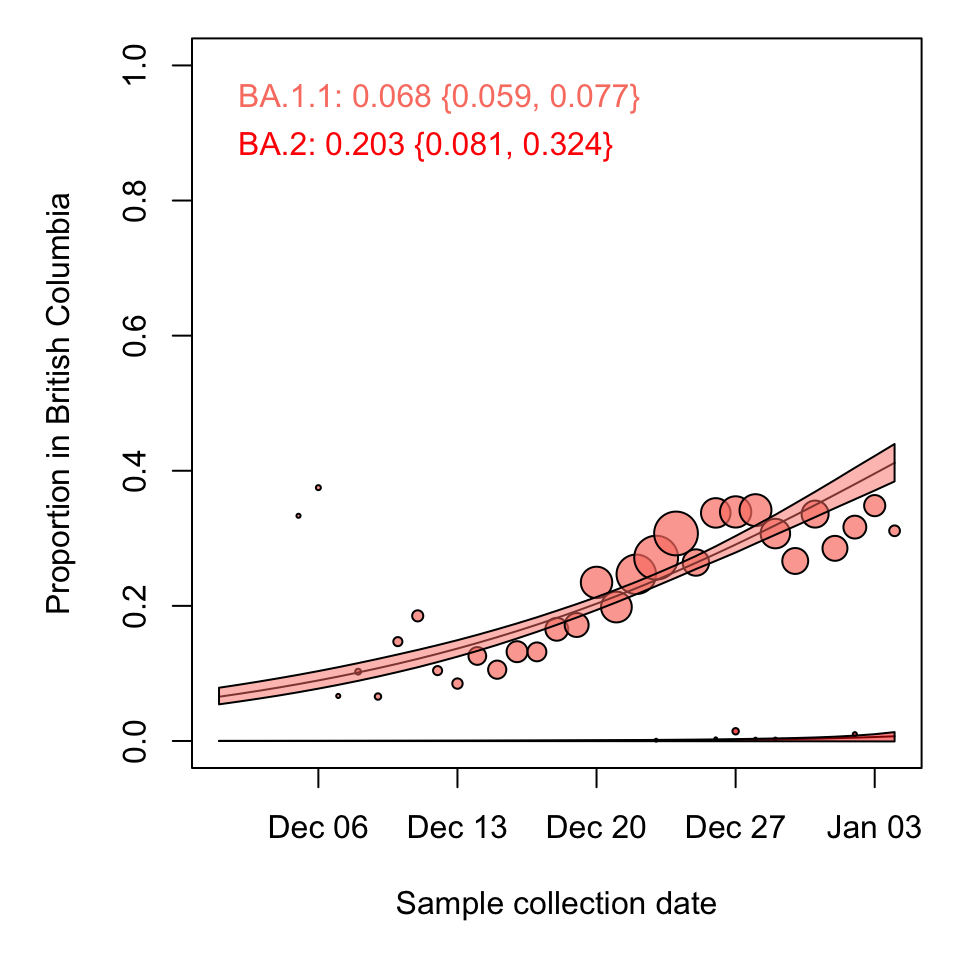 BA.1.1: 0.068 {0.059, 0.077}
BA.2: 0.203 {0.081, 0.324}
Proportion in British Columbia
1.0
0.8
0.6
0.4
0.2
0.0
Dec 06 Dec 13 Dec 20 Dec 27 Jan 03
Sample collection date